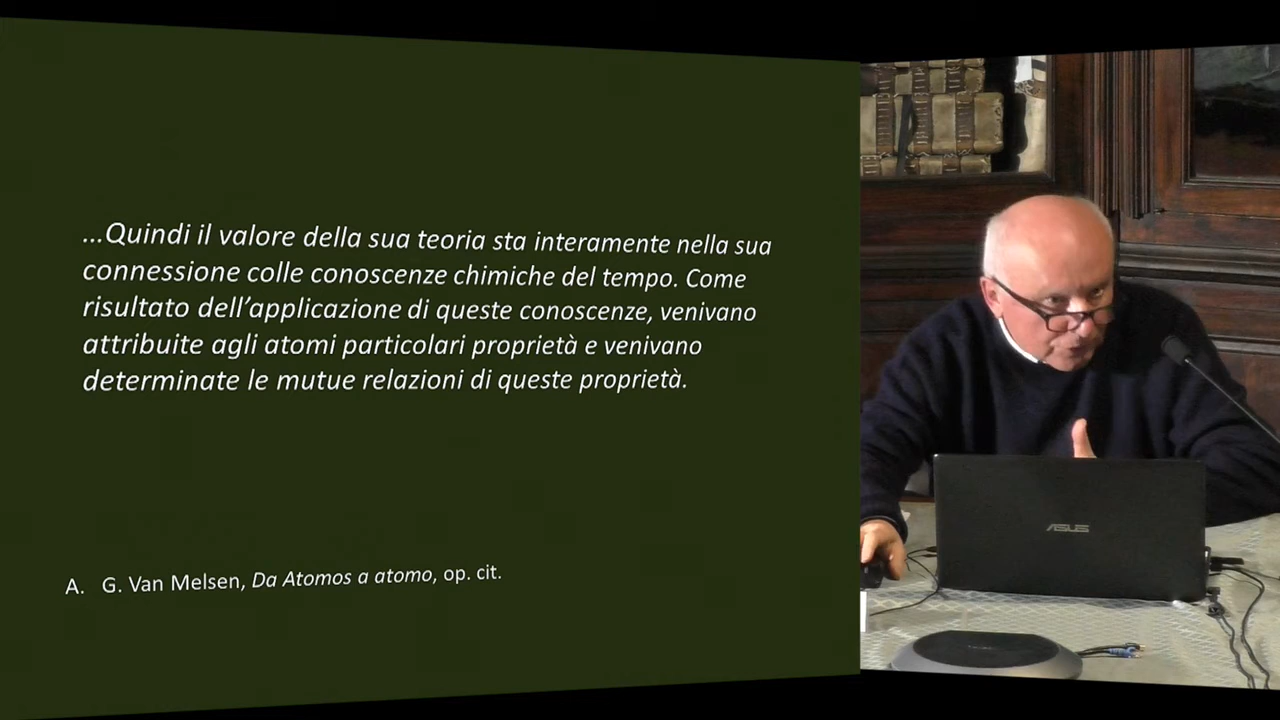 ...Quindi il valore della sua teoria sta interamente nella sua
connessione colle conoscenze chimiche del tempo. Come
risultato dell'applicazione di queste conoscenze, venivano
attribuite agli atomi particolari proprietà e venivano
determinate le mutue relazioni di queste proprietà.
A. G. Van Melsen, Da Atomos a atomo, op. cit.
ASUS